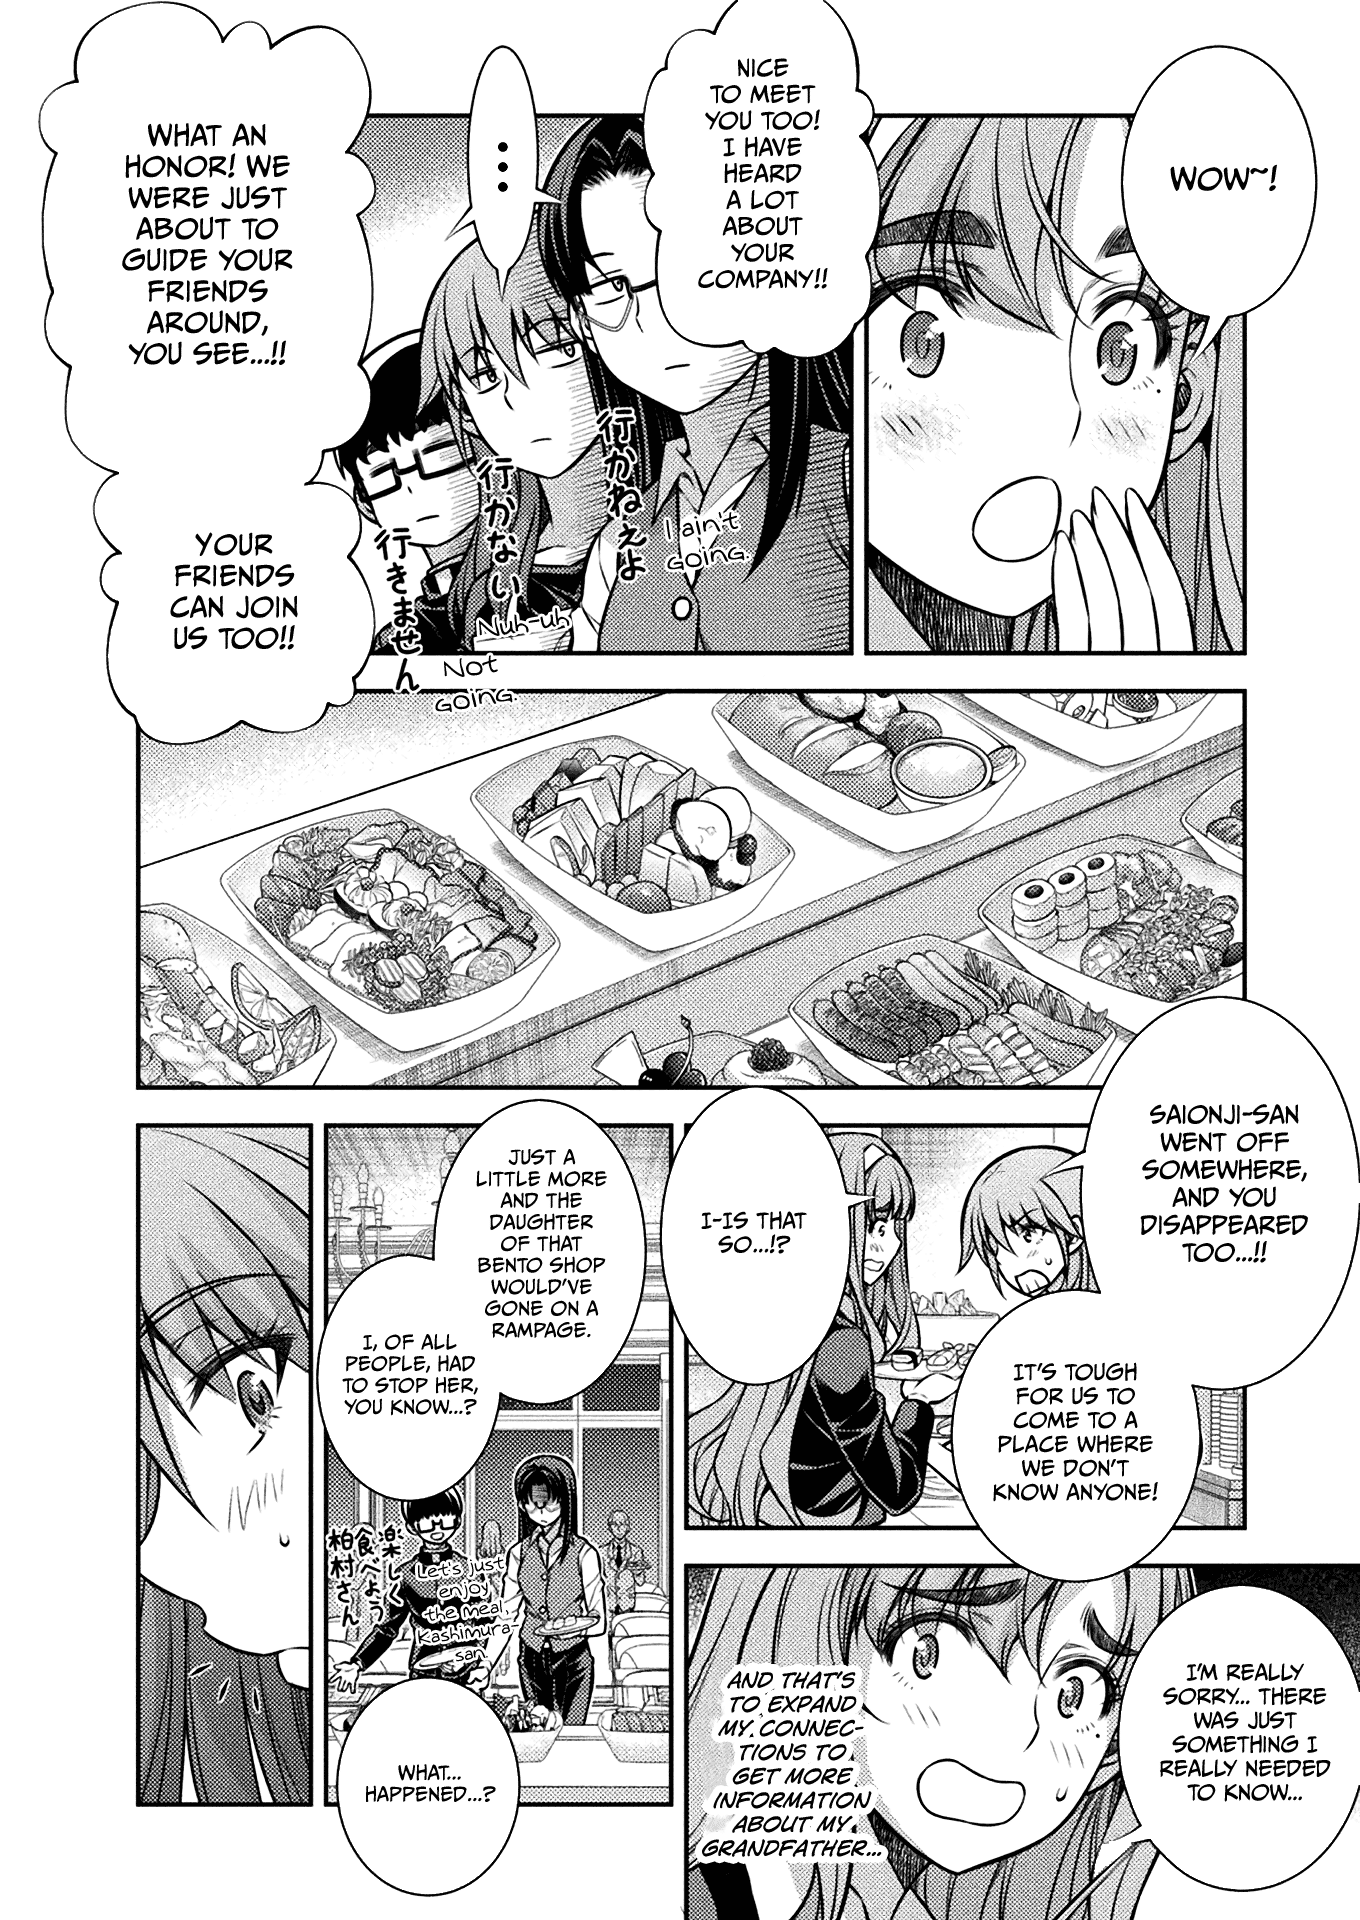 WOW~!
NICE
TO MEET
YOU TOO!
I HAVE
HEARD
A LOT
ABOUT
YOUR
COMPANY!!
...
WHAT AN
HONOR! WE
WERE JUST
ABOUT TO
GUIDE YOUR
FRIENDS
AROUND,
YOU SEE...!!
YOUR
FRIENDS
CAN JOIN
US TOO!!
行かねぇよ
I ain't
going.
行かない
Nuh-uh
行きません
Not
going.
SAIONJI-SAN
WENT OFF
SOMEWHERE,
AND YOU
DISAPPEARED
TOO...!!
IT'S TOUGH
FOR US TO
COME TO A
PLACE WHERE
WE DON'T
KNOW ANYONE!
I-IS THAT
SO...!?
JUST A
LITTLE MORE
AND THE
DAUGHTER
OF THAT
BENTO SHOP
WOULD'VE
GONE ON A
RAMPAGE.
I, OF ALL
PEOPLE, HAD
TO STOP HER,
YOU KNOW...?
楽しく
食べよう
柏村さん
Let's just
enjoy
the meal,
Kashimura-
san.
WHAT...
HAPPENED...?
I'M REALLY
SORRY... THERE
WAS JUST
SOMETHING I
REALLY NEEDED
TO KNOW...
AND THAT'S
TO EXPAND
MY CONNEC-
TIONS TO
GET MORE
INFORMATION
ABOUT MY
GRANDFATHER...